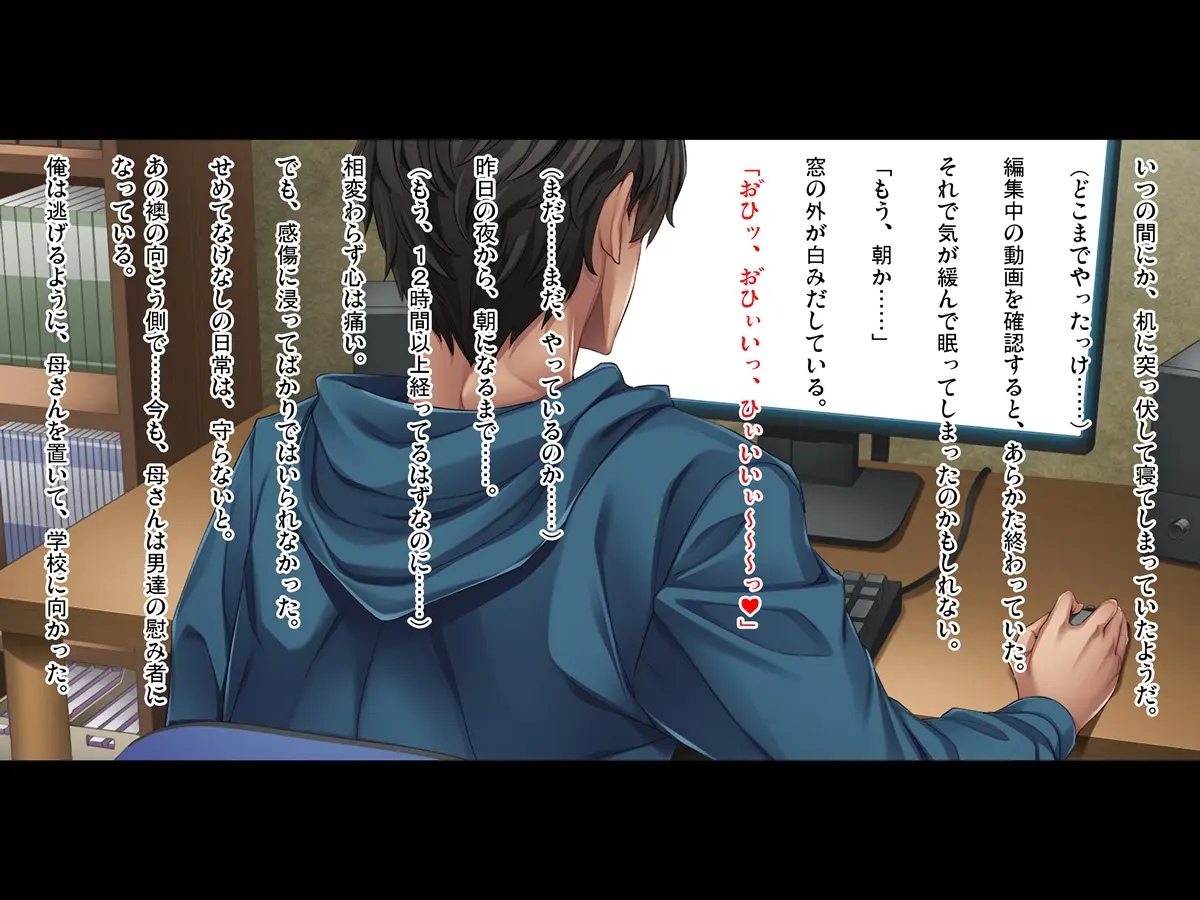 いつの間にか、机に突っ伏して寝てしまっていたようだ。
（どこまでやったっけ……）
編集中の動画を確認すると、あらかた終わっていた。
それで気が緩んで眠ってしまったのかもしれない。
「もう、朝か……」
窓の外が白みだしている。
「お゛ひッ、お゛ひぃいっ、ひぃいいぃ～～～っ♥」
（まだ……まだ、やっているのか……）
昨日の夜から、朝になるまで……。
（もう、１２時間以上経ってるはずなのに……）
相変わらず心は痛い。
でも、感傷に浸ってばかりではいられなかった。
せめてなけなしの日常は、守らないと。
あの襖の向こう側で……今も、母さんは男達の慰み者に
なっている。
俺は逃げるように、母さんを置いて、学校に向かった。